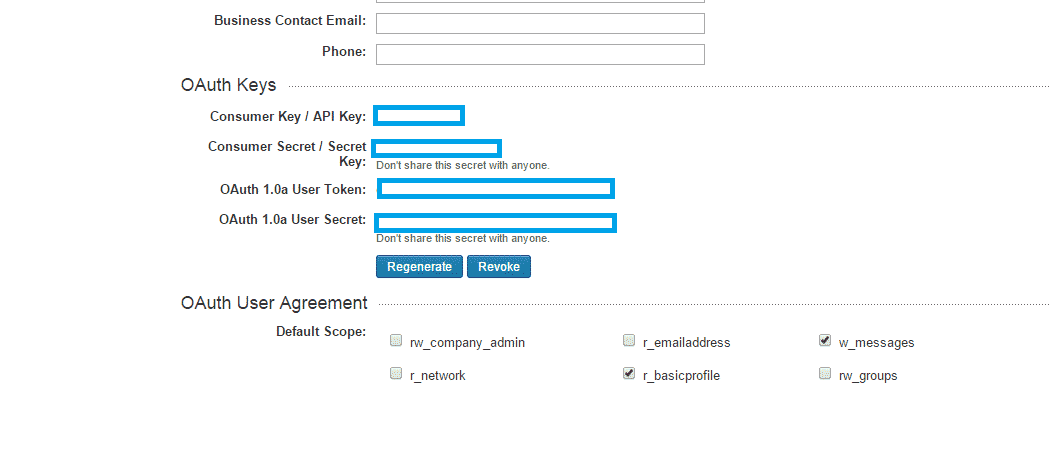 Business Contact Email:
Phone:
OAuth Keys
Consumer Key / API Key:
Consumer Secret / Secret
Key:
Don't share this secret with anyone.
OAuth 1.0a User Token:
OAuth 1.0a User Secret:
Don't share this secret with anyone.
Regenerate Revoke
OAuth User Agreement
Default Scope:
rw_company_admin r_emailaddress w_messages
r_network r_basicprofile rw_groups